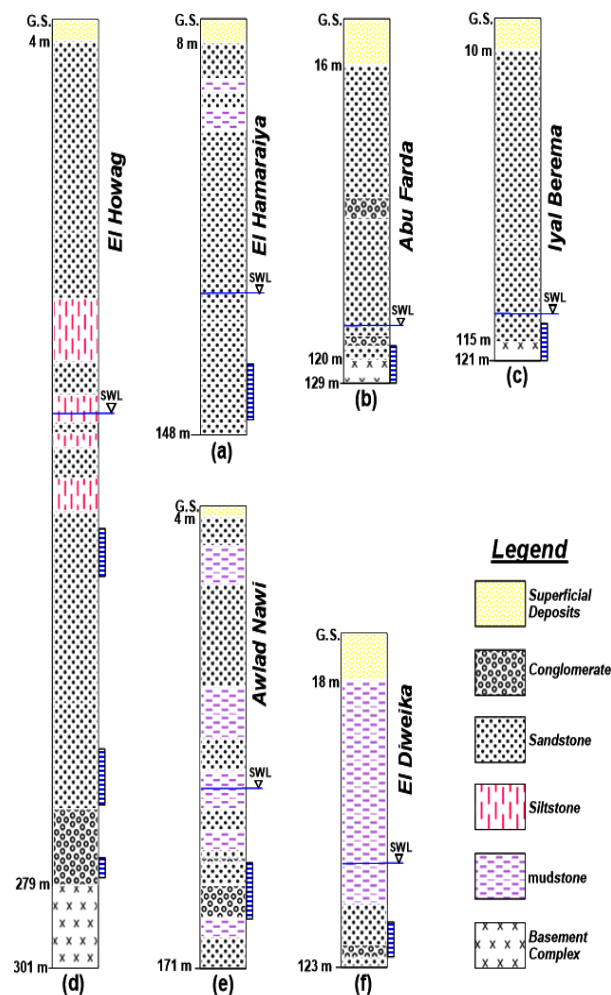 G.S.
4 m
El Howag
SWL
279 m
301 m
(d)
G.S.
8 m
El Hamaraiya
SWL
148 m
(a)
G.S.
16 m
Abu Farda
SWL
120 m
129 m
(b)
G.S.
10 m
Iyal Berema
SWL
115 m
121 m
(c)
G.S.
4 m
Awlad Nawi
SWL
171 m
(e)
G.S.
18 m
El Diweika
SWL
123 m
(f)
Legend
Superficial
Deposits
Conglomerate
Sandstone
Siltstone
mudstone
Basement
Complex